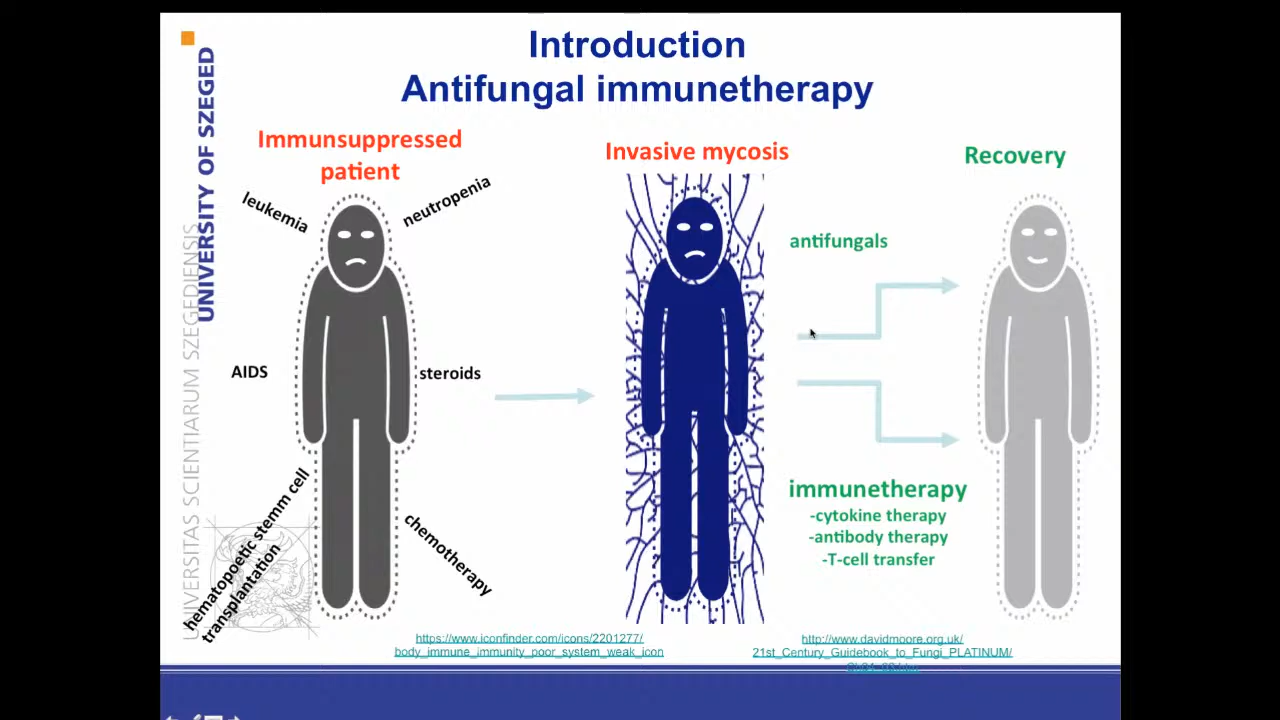 Introduction
Antifungal immunetherapy
UNIVERSITY OF SZEGED
UNIVERSITAS SCIENTIARUM SZEGEDIENSIS
Immunsuppressed
patient
leukemia
neutropenia
AIDS
steroids
hematopoetic stemm cell
transplantation
chemotherapy
Invasive mycosis
antifungals
immunetherapy
-cytokine therapy
-antibody therapy
-T-cell transfer
Recovery
https://www.iconfinder.com/icons/2201277/
body_immune_immunity_poor_system_weak_icon
http://www.davidmoore.org.uk/
21st_Century_Guidebook_to_Fungi_PLATINUM/